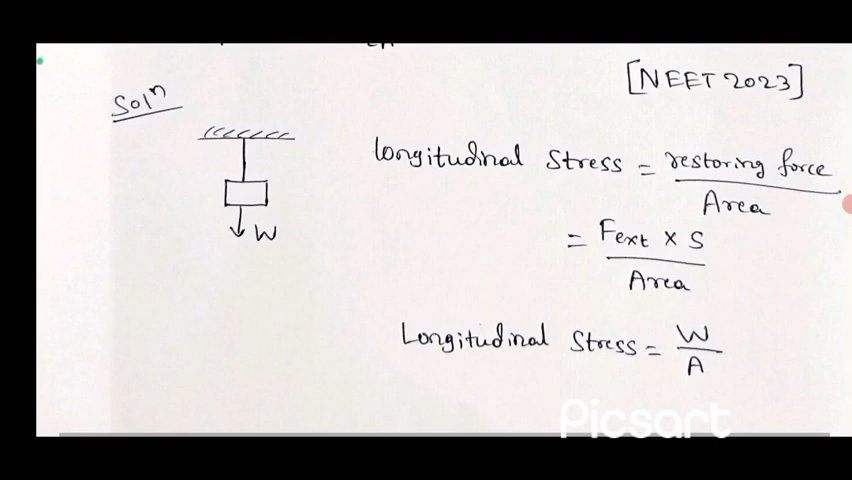 [NEET 2023]
Solⁿ
Longitudinal Stress = restoring force
Area
= Fext × S
Area
W
Longitudinal Stress = W
A
Picsart